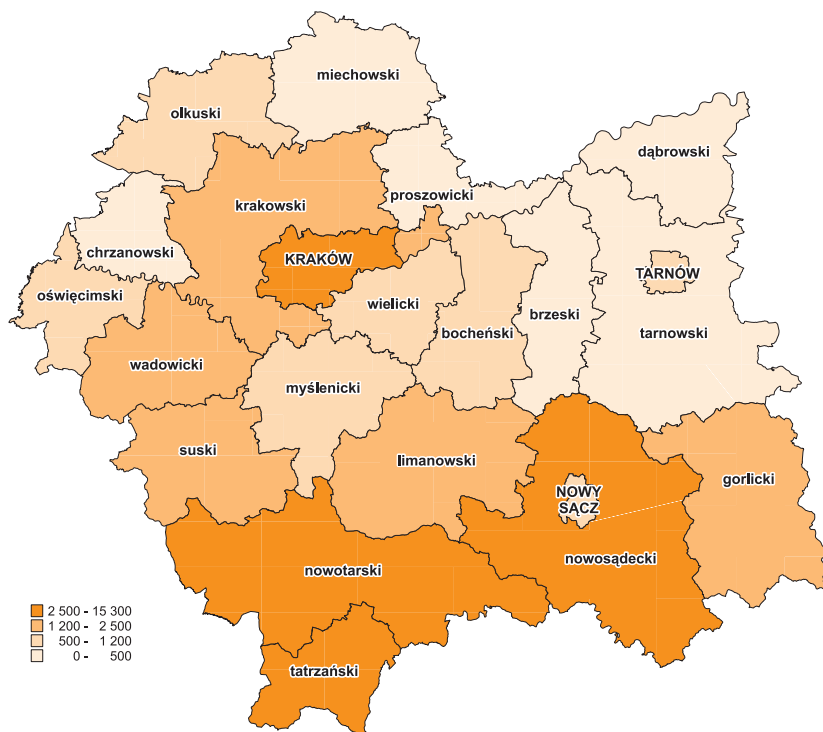 miechowski
olkuski
dąbrowski
proszowicki
krakowski
chrzanowski
KRAKÓW
TARNÓW
oświęcimski
wielicki
brzeski
bocheński
tarnowski
wadowicki
myślenicki
suski
limanowski
gorlicki
NOWY
SĄCZ
nowosądecki
nowotarski
tatrzański
2 500 - 15 300
1 200 - 2 500
500 - 1 200
0 - 500